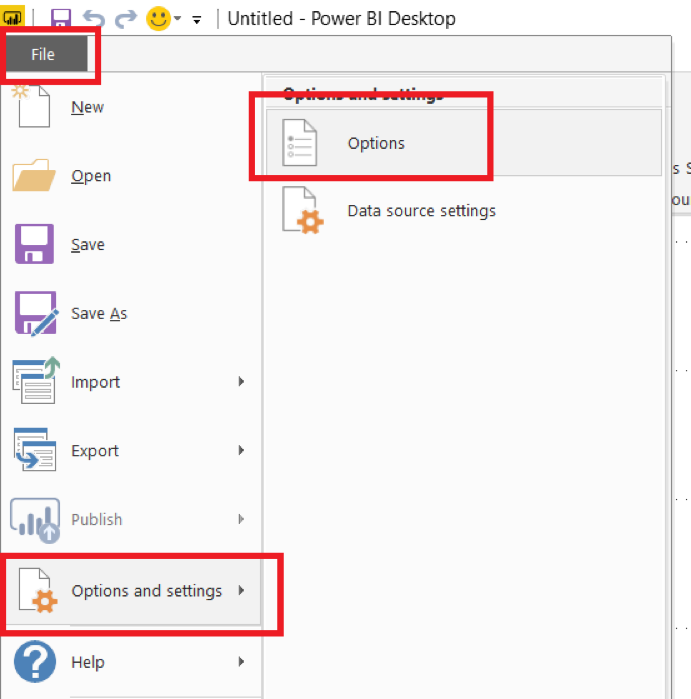 Untitled - Power BI Desktop
File
New
Open
Save
Save As
Import
Export
Publish
Options and settings
Help
Options and settings
Options
Data source settings
s S
ou